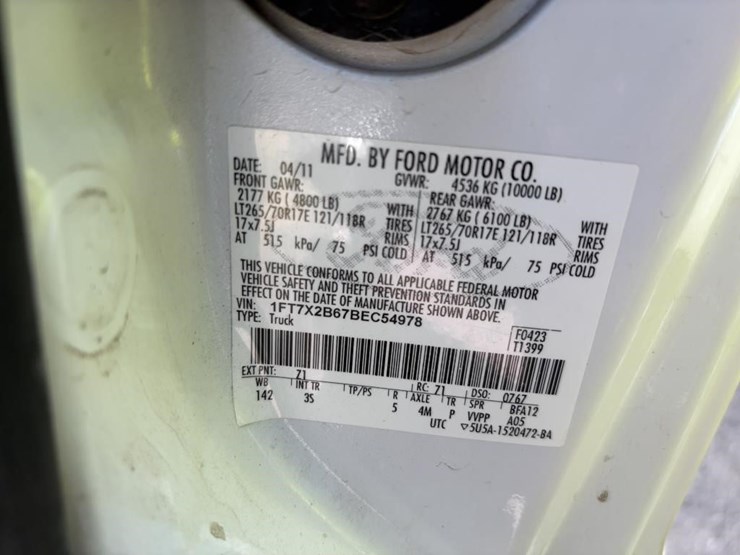 MFD. BY FORD MOTOR CO.
DATE: 04/11 GVWR: 4536 KG (10000 LB)
FRONT GAWR: REAR GAWR:
2177 KG ( 4800 LB) WITH 2767 KG ( 6100 LB) WITH
LT265/70R17E 121/118R TIRES LT265/70R17E 121/118R TIRES
17x7.5J RIMS 17x7.5J RIMS
AT 515 kPa/ 75 PSI COLD AT 515 kPa/ 75 PSI COLD
THIS VEHICLE CONFORMS TO ALL APPLICABLE FEDERAL MOTOR
VEHICLE SAFETY AND THEFT PREVENTION STANDARDS IN
EFFECT ON THE DATE OF MANUFACTURE SHOWN ABOVE.
VIN: 1FT7X2B67BEC54978 F0423
TYPE: Truck T1399
EXT PNT: Z1 RC: 71 DSO: 0767
WB INT TR TP/PS R AXLE TR SPR BFA12
142 3S 5 4M P VVPP A05
UTC ▽5U5A-1520472-BA